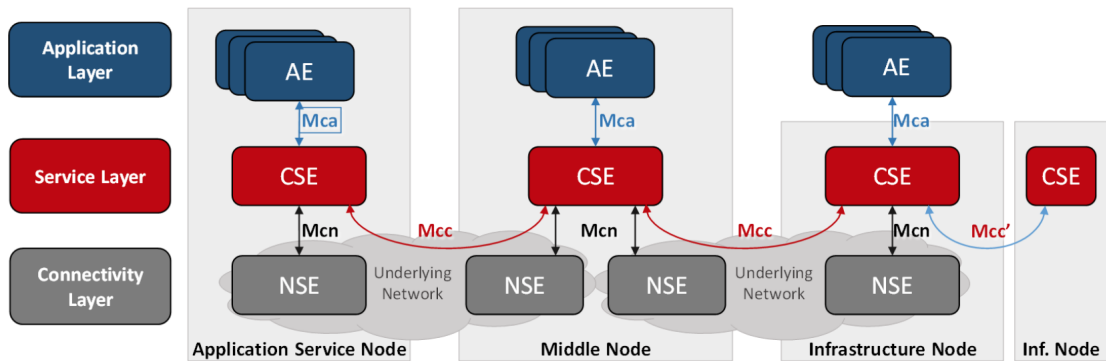 Application
Layer
AE
AE
AE
Mca
Mca
Mca
Service Layer
CSE
CSE
CSE
CSE
Mcn
Mcc
Mcn
Mcc
Mcn
Mcc’
Connectivity
Layer
NSE
Underlying
Network
NSE
NSE
Underlying
Network
NSE
Application Service Node
Middle Node
Infrastructure Node
Inf. Node